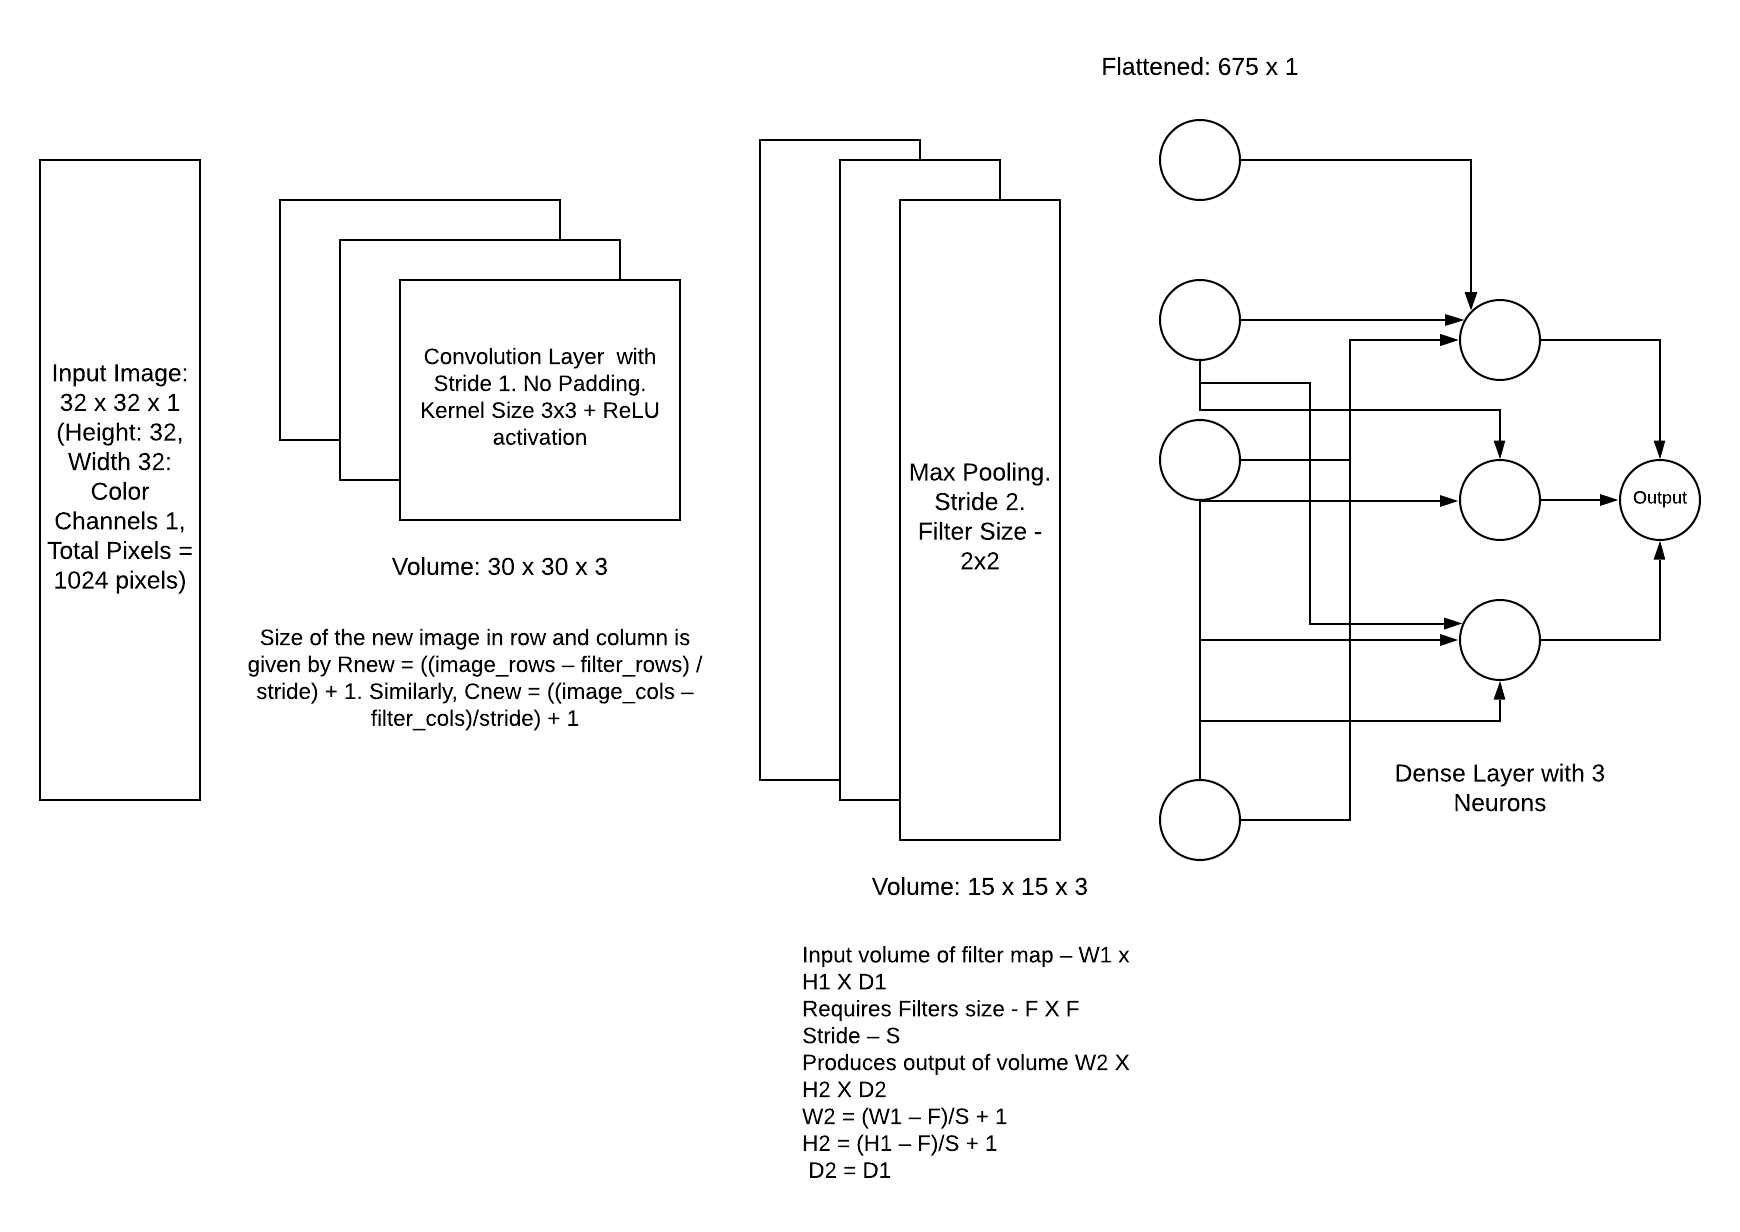 Flattened: 675 x 1
Input Image:
32 x 32 x 1
(Height: 32,
Width 32:
Color
Channels 1,
Total Pixels =
1024 pixels)
Convolution Layer  with
Stride 1. No Padding.
Kernel Size 3x3 + ReLU
activation
Volume: 30 x 30 x 3
Size of the new image in row and column is
given by Rnew = ((image_rows – filter_rows) /
stride) + 1. Similarly, Cnew = ((image_cols –
filter_cols)/stride) + 1
Max Pooling.
Stride 2.
Filter Size -
2x2
Volume: 15 x 15 x 3
Input volume of filter map – W1 x
H1 X D1
Requires Filters size - F X F
Stride – S
Produces output of volume W2 X
H2 X D2
W2 = (W1 – F)/S + 1
H2 = (H1 – F)/S + 1
D2 = D1
Output
Dense Layer with 3
Neurons